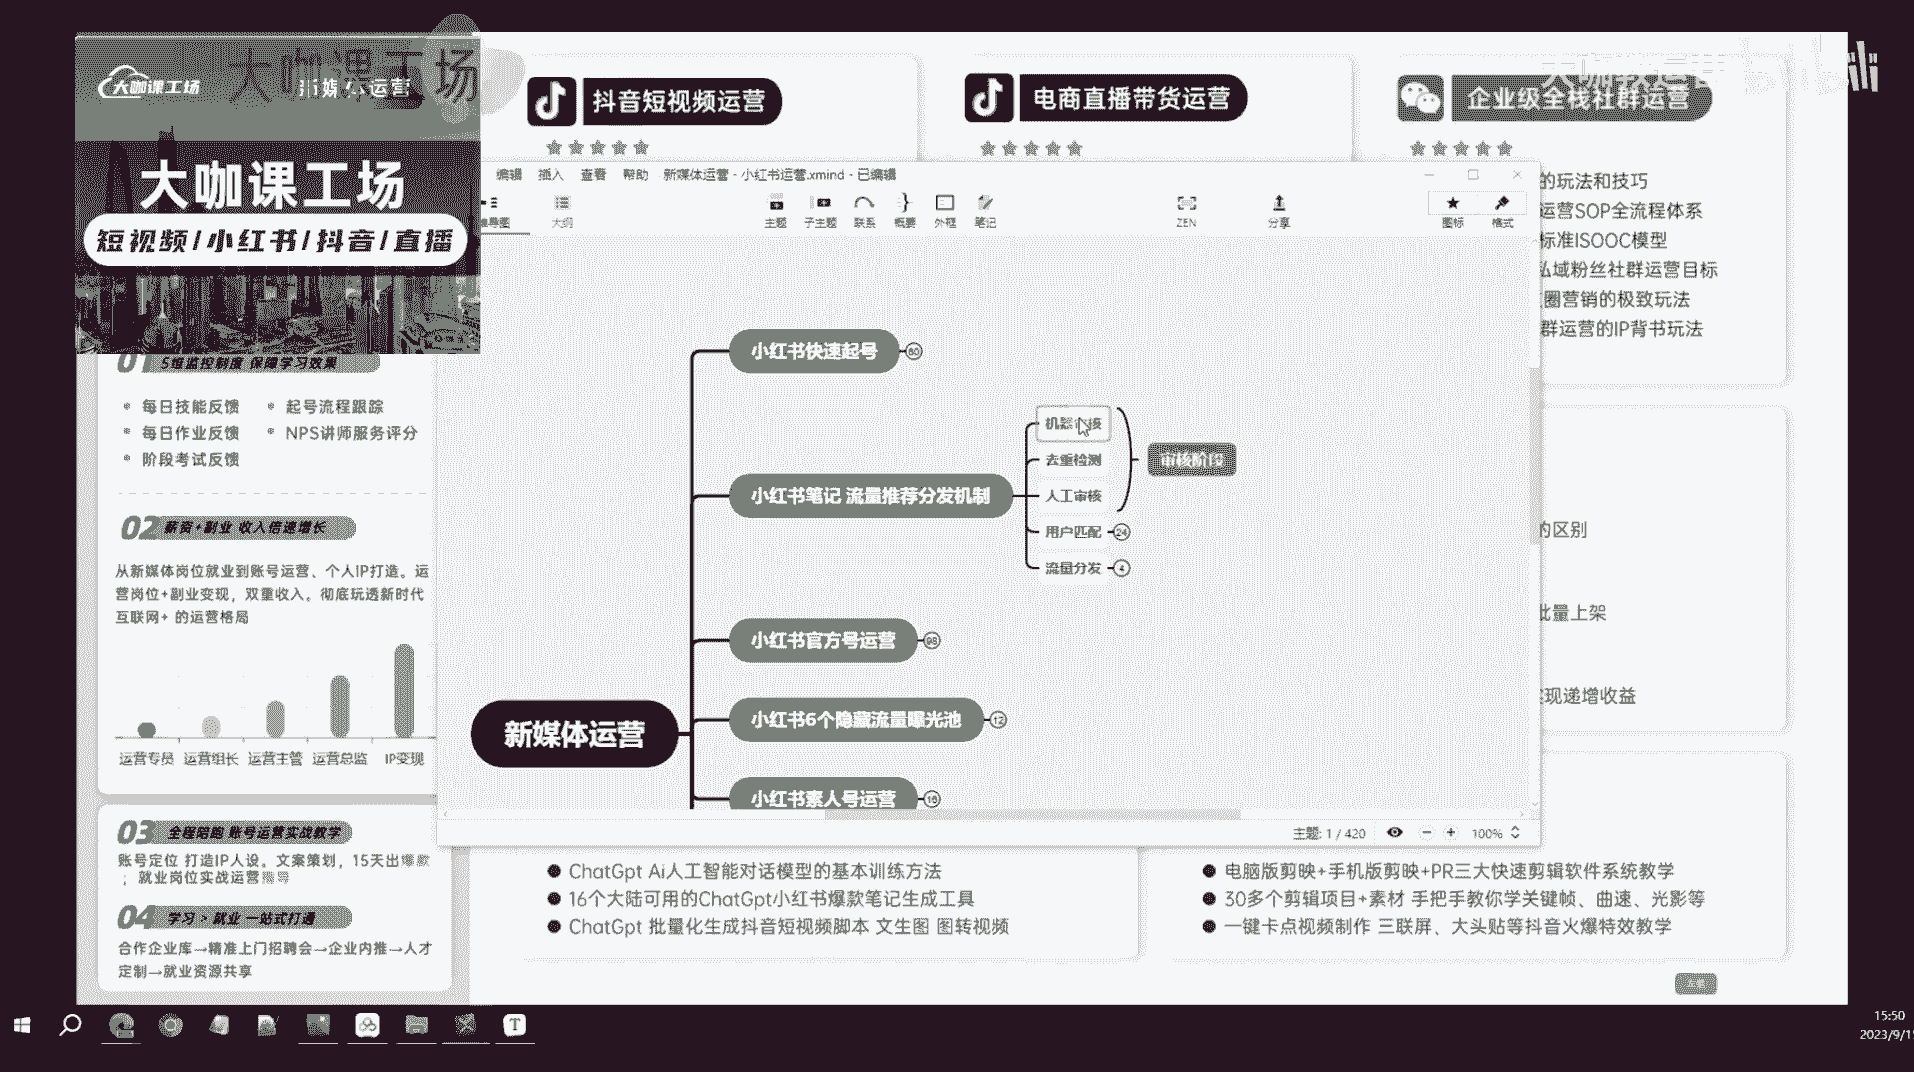 大咖课工场
大咖课工场
短视频/小红书/抖音/直播
抖音短视频运营
电商直播带货运营
企业级全栈社群运营
的玩法和技巧
运营SOP全流程体系
标准ISOOC模型
私域粉丝社群运营目标
圈营销的极致玩法
群运营的IP背书玩法
编辑 插入 查看 帮助 新媒体运营 - 小红书运营.xmind - 已编辑
大纲 主题 子主题 联系 概要 外框 笔记 ZEN 分享 图标 格式
小红书快速起号 60
机器审核
去重检测
人工审核
审核阶段
小红书笔记 流量推荐分发机制
用户匹配 24
流量分发 4
小红书官方号运营 98
小红书6个隐藏流量曝光池 12
新媒体运营
小红书素人号运营 16
主题: 1 / 420 100%
01 5维监控制度 保障学习效果
每日技能反馈 起号流程跟踪
每日作业反馈 NPS讲师服务评分
阶段考试反馈
02 薪资+副业 收入倍速增长
从新媒体岗位就业到账号运营、个人IP打造。运
营岗位+副业变现，双重收入。彻底玩透新时代
互联网+ 的运营格局
运营专员 运营组长 运营主管 运营总监 IP变现
03 全程陪跑 账号运营实战教学
账号定位 打造IP人设。文案策划，15天出爆款
；就业岗位实战运营指导
04 学习 > 就业 一站式打通
合作企业库→精准上门招聘会→企业内推→人才
定制→就业资源共享
的区别
批量上架
实现递增收益
ChatGpt Ai人工智能对话模型的基本训练方法
16个大陆可用的ChatGpt小红书爆款笔记生成工具
ChatGpt 批量化生成抖音短视频脚本 文生图 图转视频
电脑版剪映+手机版剪映+PR三大快速剪辑软件系统教学
30多个剪辑项目+素材 手把手教你学关键帧、曲速、光影等
一键卡点视频制作 三联屏、大头贴等抖音火爆特效教学
15:50
2023/9/1